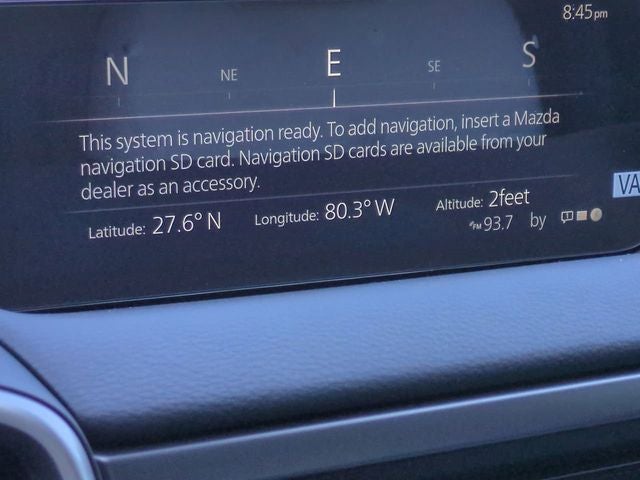 8:45pm
N NE E SE S
This system is navigation ready. To add navigation, insert a Mazda
navigation SD card. Navigation SD cards are available from your
dealer as an accessory.
VA
Latitude: 27.6° N Longitude: 80.3° W Altitude: 2feet
FM 93.7 by